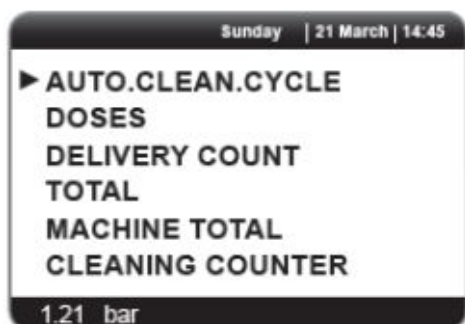 Sunday | 21 March | 14:45
AUTO.CLEAN.CYCLE
DOSES
DELIVERY COUNT
TOTAL
MACHINE TOTAL
CLEANING COUNTER
1.21 bar